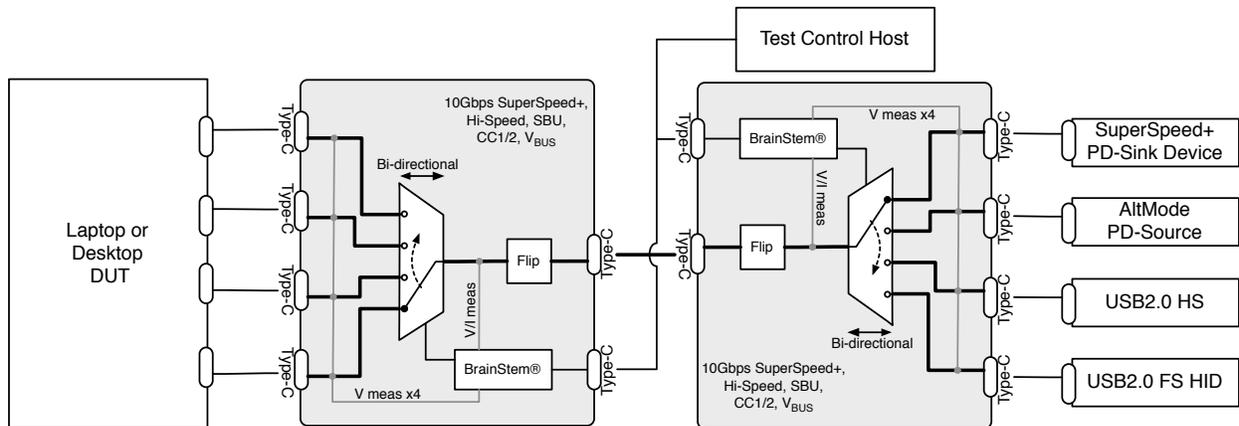 Test Control Host
Laptop or
Desktop
DUT
Type-C
Type-C
Type-C
Type-C
10Gbps SuperSpeed+,
Hi-Speed, SBU,
CC1/2, VBUS
Bi-directional
Flip
V/I meas
BrainStem®
V meas x4
Type-C
Type-C
Type-C
Type-C
V meas x4
BrainStem®
V/I meas
Flip
Bi-directional
10Gbps SuperSpeed+,
Hi-Speed, SBU,
CC1/2, VBUS
Type-C
Type-C
Type-C
Type-C
SuperSpeed+
PD-Sink Device
AltMode
PD-Source
USB2.0 HS
USB2.0 FS HID